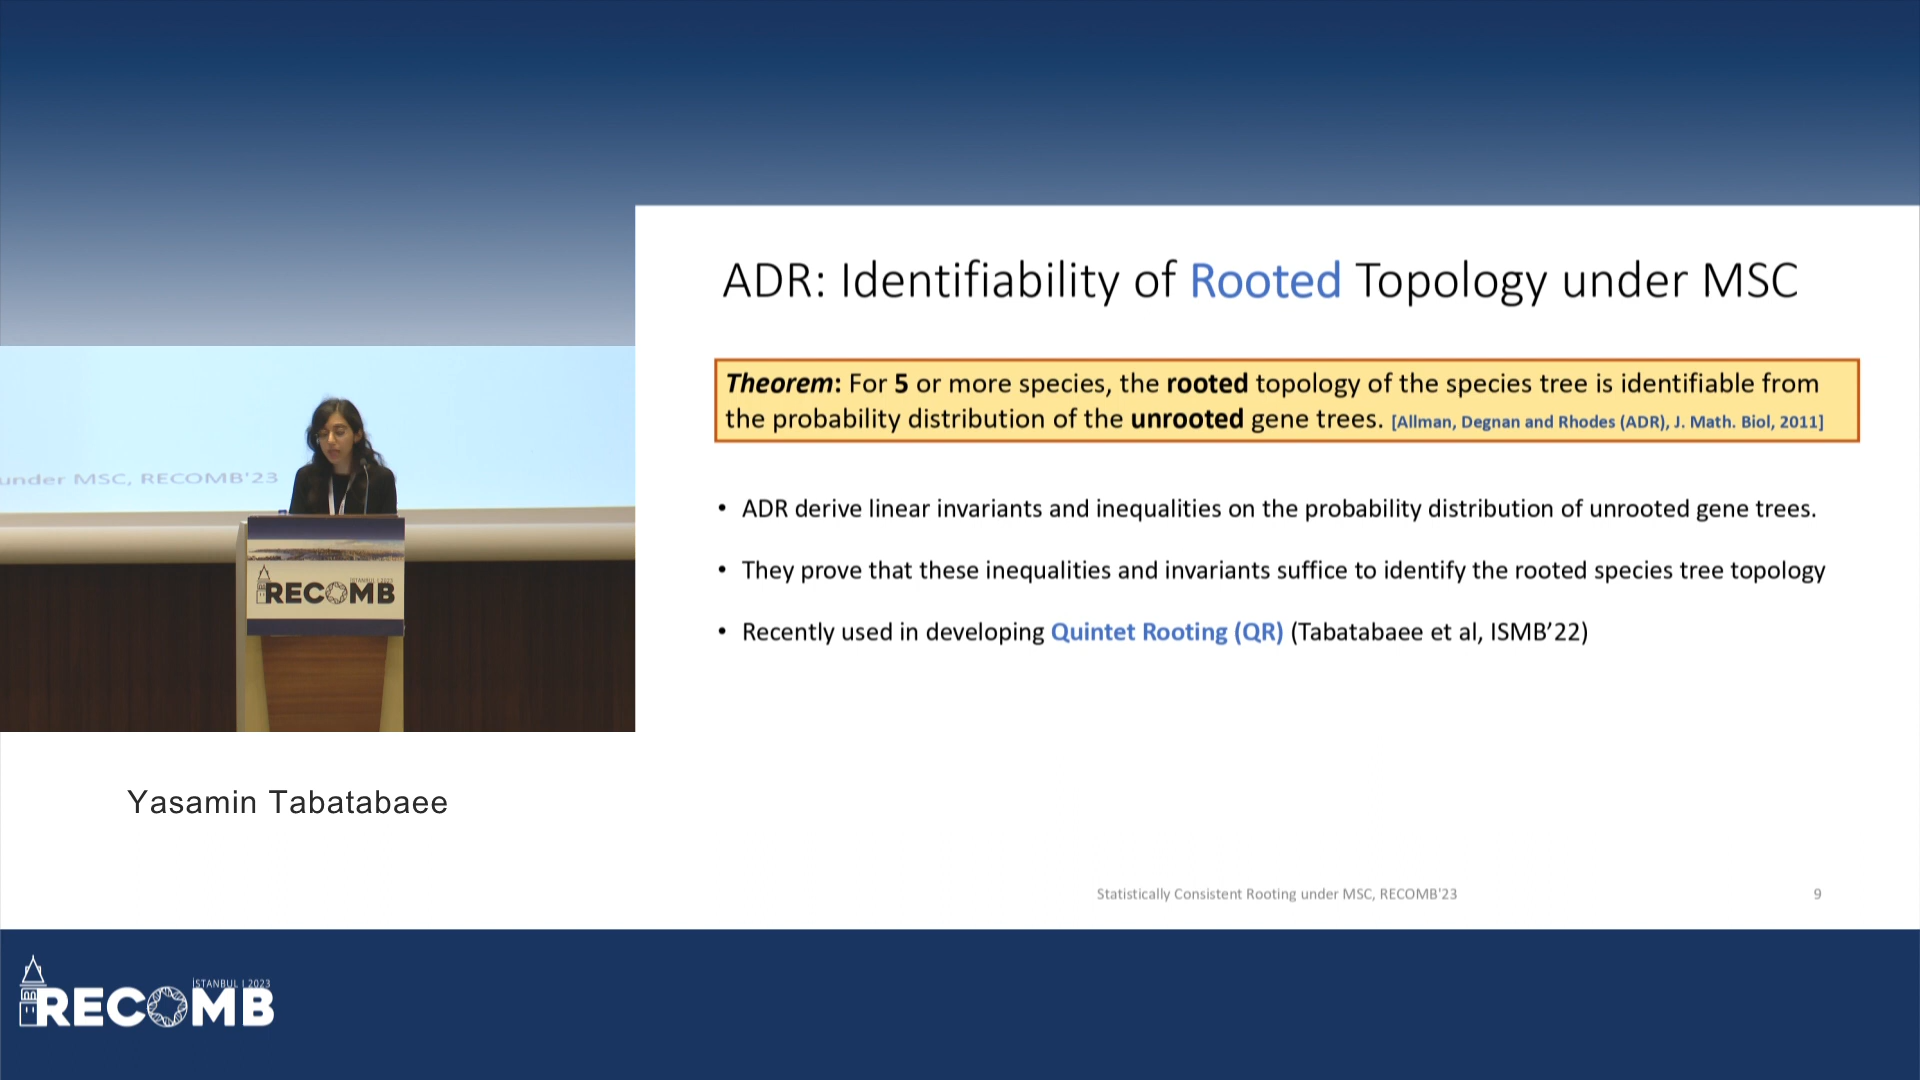 ADR: Identifiability of Rooted Topology under MSC
Theorem: For 5 or more species, the rooted topology of the species tree is identifiable from
the probability distribution of the unrooted gene trees. [Allman, Degnan and Rhodes (ADR), J. Math. Biol, 2011]
• ADR derive linear invariants and inequalities on the probability distribution of unrooted gene trees.
• They prove that these inequalities and invariants suffice to identify the rooted species tree topology
• Recently used in developing Quintet Rooting (QR) (Tabatabaee et al, ISMB’22)
under MSC, RECOMB'23
ISTANBUL | 2023
RECOMB
Yasamin Tabatabaee
Statistically Consistent Rooting under MSC, RECOMB'23
9
İSTANBUL | 2023
RECOMB